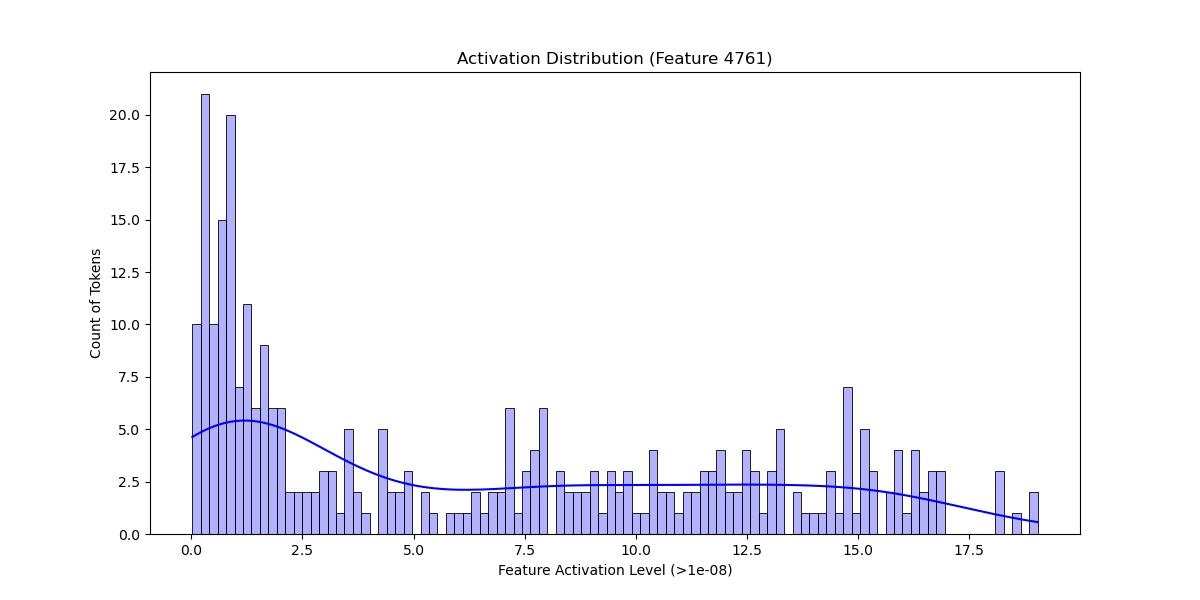 Activation Distribution (Feature 4761)
20.0
17.5
15.0
12.5
10.0
7.5
5.0
2.5
0.0
Count of Tokens
0.0 2.5 5.0 7.5 10.0 12.5 15.0 17.5
Feature Activation Level (>1e-08)